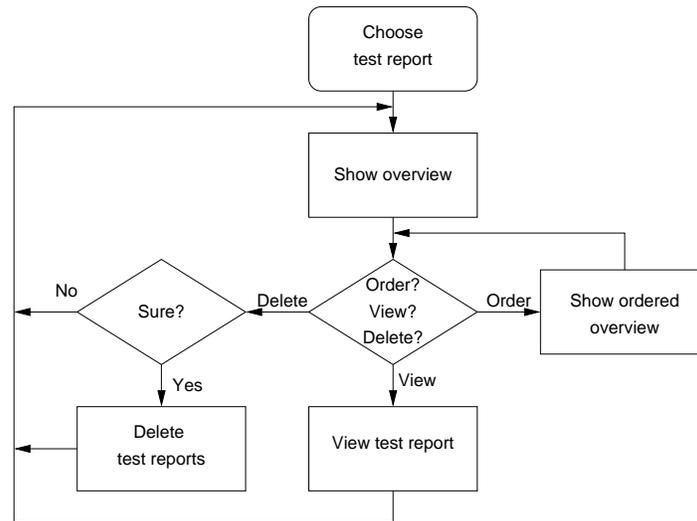 Choose
test report
Show overview
Order?
View?
Delete?
Order
Show ordered
overview
Delete
Sure?
No
Yes
Delete
test reports
View
View test report